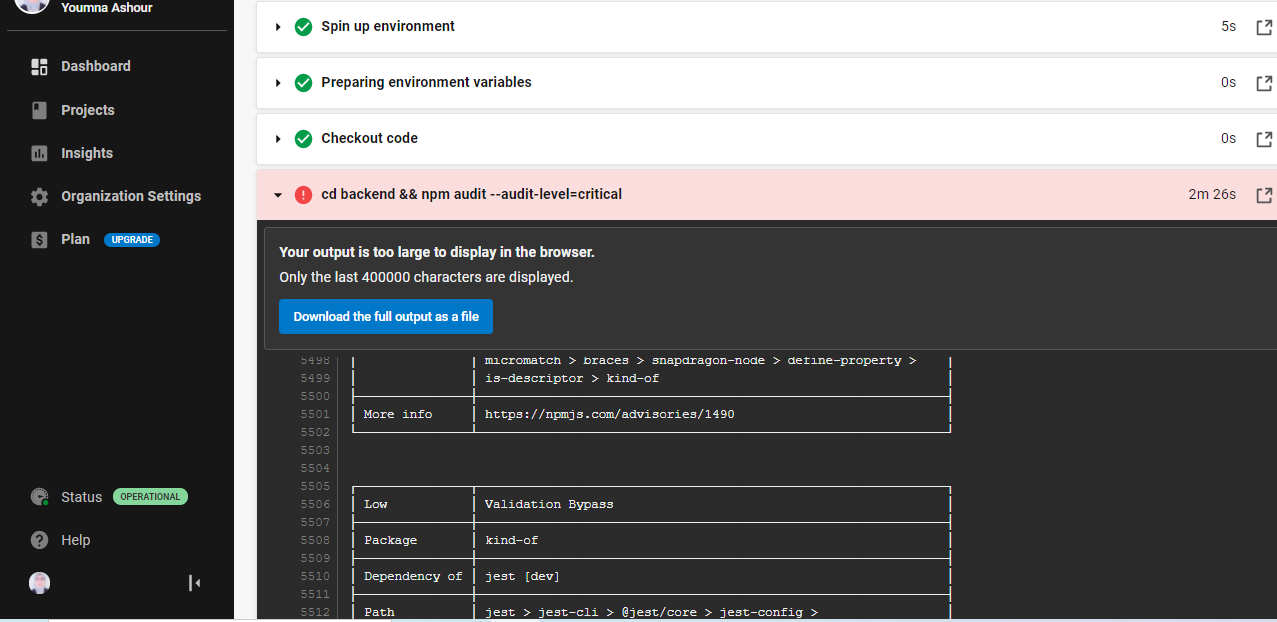 Youmna Ashour
Dashboard
Projects
Insights
Organization Settings
Plan UPGRADE
Status OPERATIONAL
Help
Spin up environment 5s
Preparing environment variables 0s
Checkout code 0s
cd backend && npm audit --audit-level=critical 2m 26s
Your output is too large to display in the browser.
Only the last 400000 characters are displayed.
Download the full output as a file
5498 micromatch > braces > snapdragon-node > define-property >
5499 is-descriptor > kind-of
5500
5501 More info https://npmjs.com/advisories/1490
5502
5503
5504
5505
5506 Low Validation Bypass
5507
5508 Package kind-of
5509
5510 Dependency of jest [dev]
5511
5512 Path jest > jest-cli > @jest/core > jest-config >